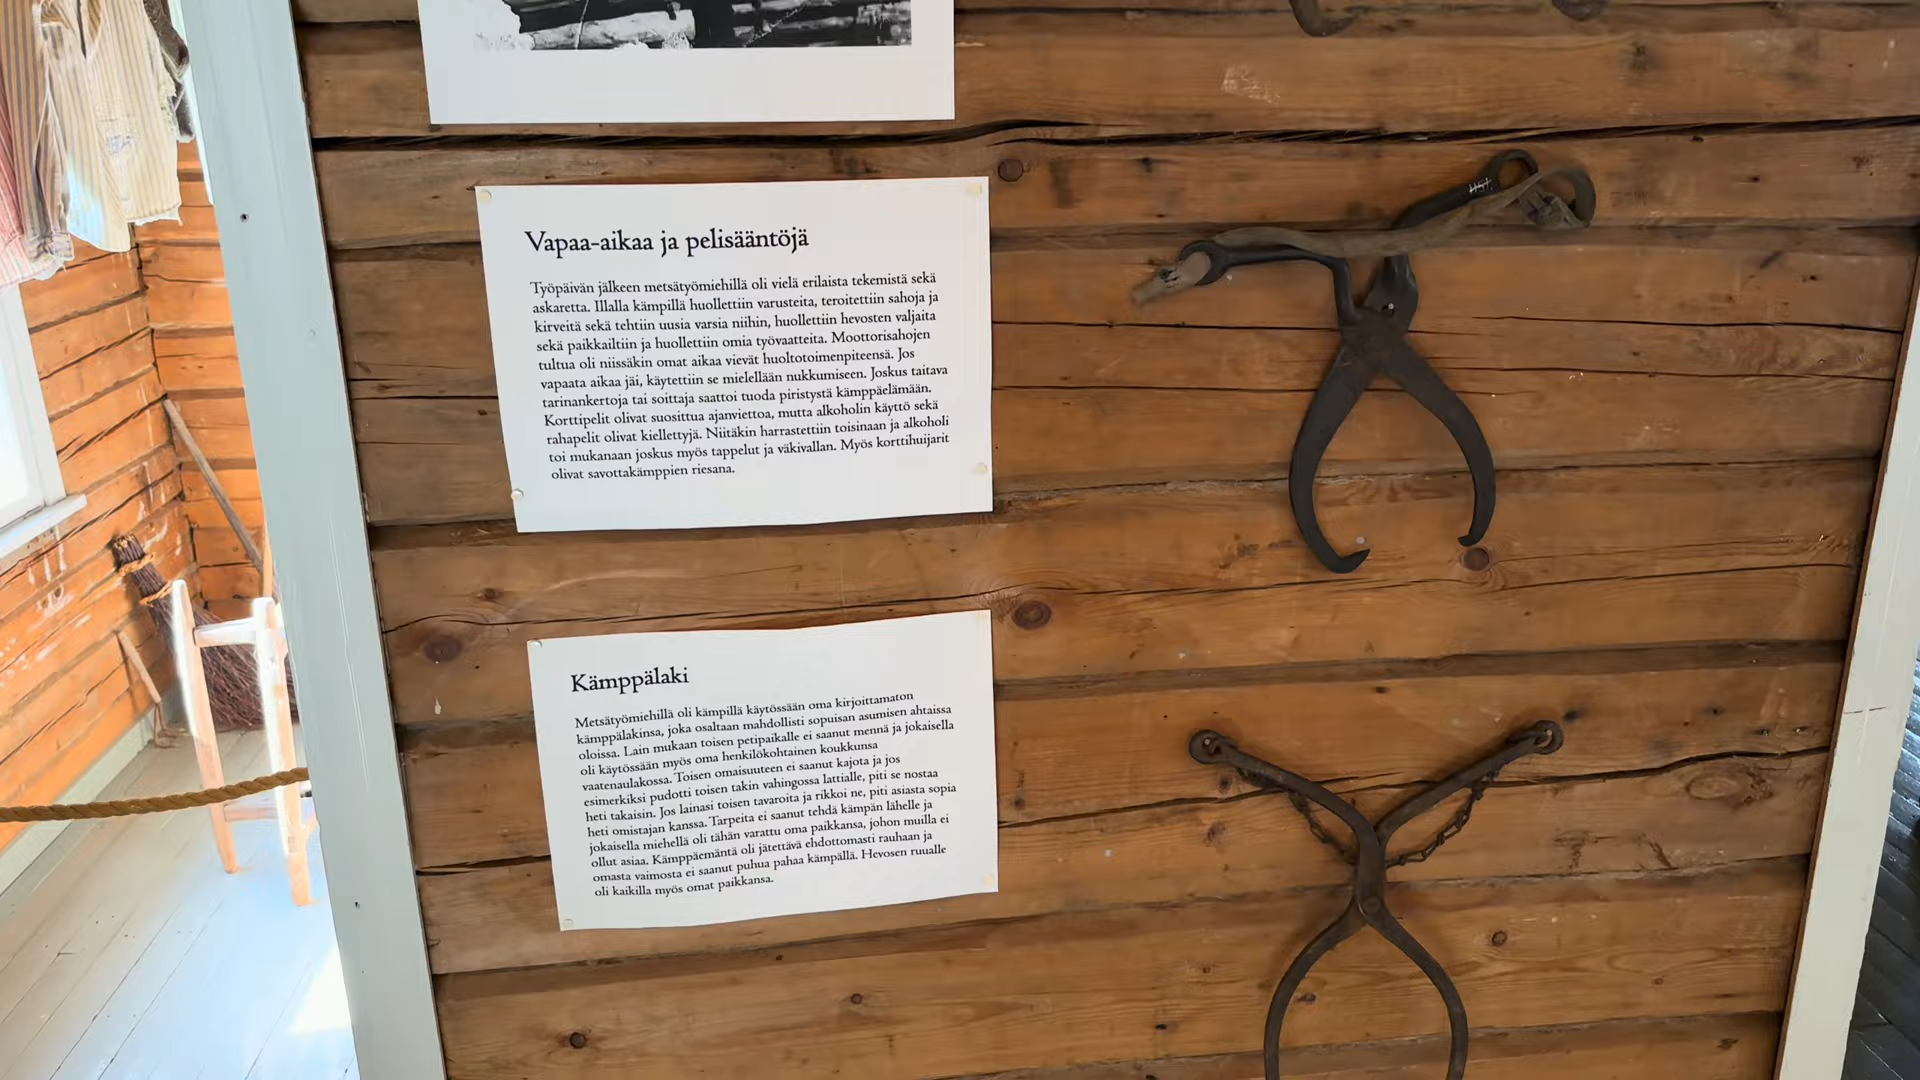 Vapaa-aikaa ja pelisääntöjä
Työpäivän jälkeen metsätyömiehillä oli vielä erilaista tekemistä sekä
askaretta. Illalla kämpillä huollettiin varusteita, teroitettiin sahoja ja
kirveitä sekä tehtiin uusia varsia niihin, huollettiin hevosten valjaita
sekä paikkailtiin ja huollettiin omia työvaatteita. Moottorisahojen
tultua oli niissäkin omat aikaa vievät huoltotoimenpiteensä. Jos
vapaata aikaa jäi, käytettiin se mielellään nukkumiseen. Joskus taitava
tarinankertoja tai soittaja saattoi tuoda piristystä kämppäelämään.
Korttipelit olivat suosittua ajanviettoa, mutta alkoholin käyttö sekä
rahapelit olivat kiellettyjä. Niitäkin harrastettiin toisinaan ja alkoholi
toi mukanaan joskus myös tappelut ja väkivallan. Myös korttihuijarit
olivat savottakämppien riesana.
Kämppälaki
Metsätyömiehillä oli kämpillä käytössään oma kirjoittamaton
kämppälakinsa, joka osaltaan mahdollisti sopuisan asumisen ahtaissa
oloissa. Lain mukaan toisen petipaikalle ei saanut mennä ja jokaisella
oli käytössään myös oma henkilökohtainen koukkunsa
vaatenaulakossa. Toisen omaisuuteen ei saanut kajota ja jos
esimerkiksi pudotti toisen takin vahingossa lattialle, piti se nostaa
heti takaisin. Jos lainasi toisen tavaroita ja rikkoi ne, piti asiasta sopia
heti omistajan kanssa. Tarpeita ei saanut tehdä kämpän lähelle ja
jokaisella miehellä oli tähän varattu oma paikkansa, johon muilla ei
ollut asiaa. Kämppäemäntä oli jätettävä ehdottomasti rauhaan ja
omasta vaimosta ei saanut puhua pahaa kämpällä. Hevosen ruualle
oli kaikilla myös omat paikkansa.